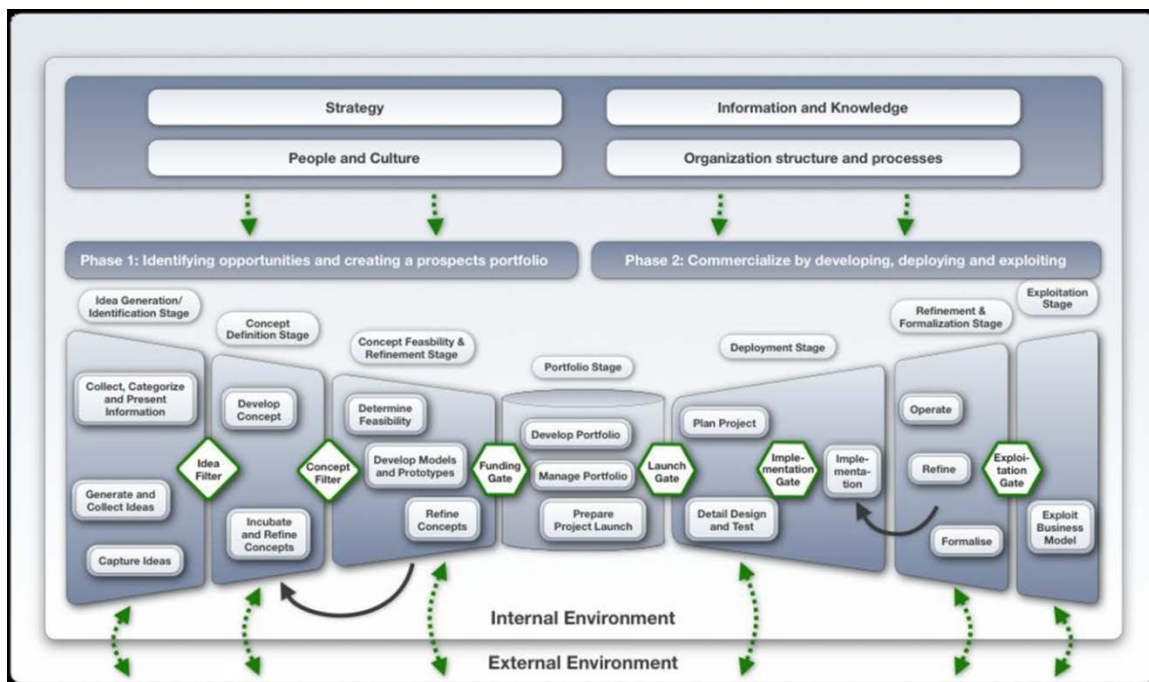 Strategy
Information and Knowledge
People and Culture
Organization structure and processes
Phase 1: Identifying opportunities and creating a prospects portfolio
Phase 2: Commercialize by developing, deploying and exploiting
Idea Generation/
Identification Stage
Concept
Definition Stage
Concept Feasbility &
Refinement Stage
Portfolio Stage
Deployment Stage
Refinement &
Formalization Stage
Exploitation
Stage
Collect, Categorize
and Present
Information
Generate and
Collect Ideas
Capture Ideas
Idea
Filter
Develop
Concept
Incubate
and Refine
Concepts
Concept
Filter
Determine
Feasibility
Develop Models
and Prototypes
Refine
Concepts
Funding
Gate
Develop Portfolio
Manage Portfolio
Prepare
Project Launch
Launch
Gate
Plan Project
Detail Design
and Test
Imple-
mentation
Gate
Imple-
menta-
tion
Operate
Refine
Formalise
Exploi-
tation
Gate
Exploit
Business
Model
Internal Environment
External Environment